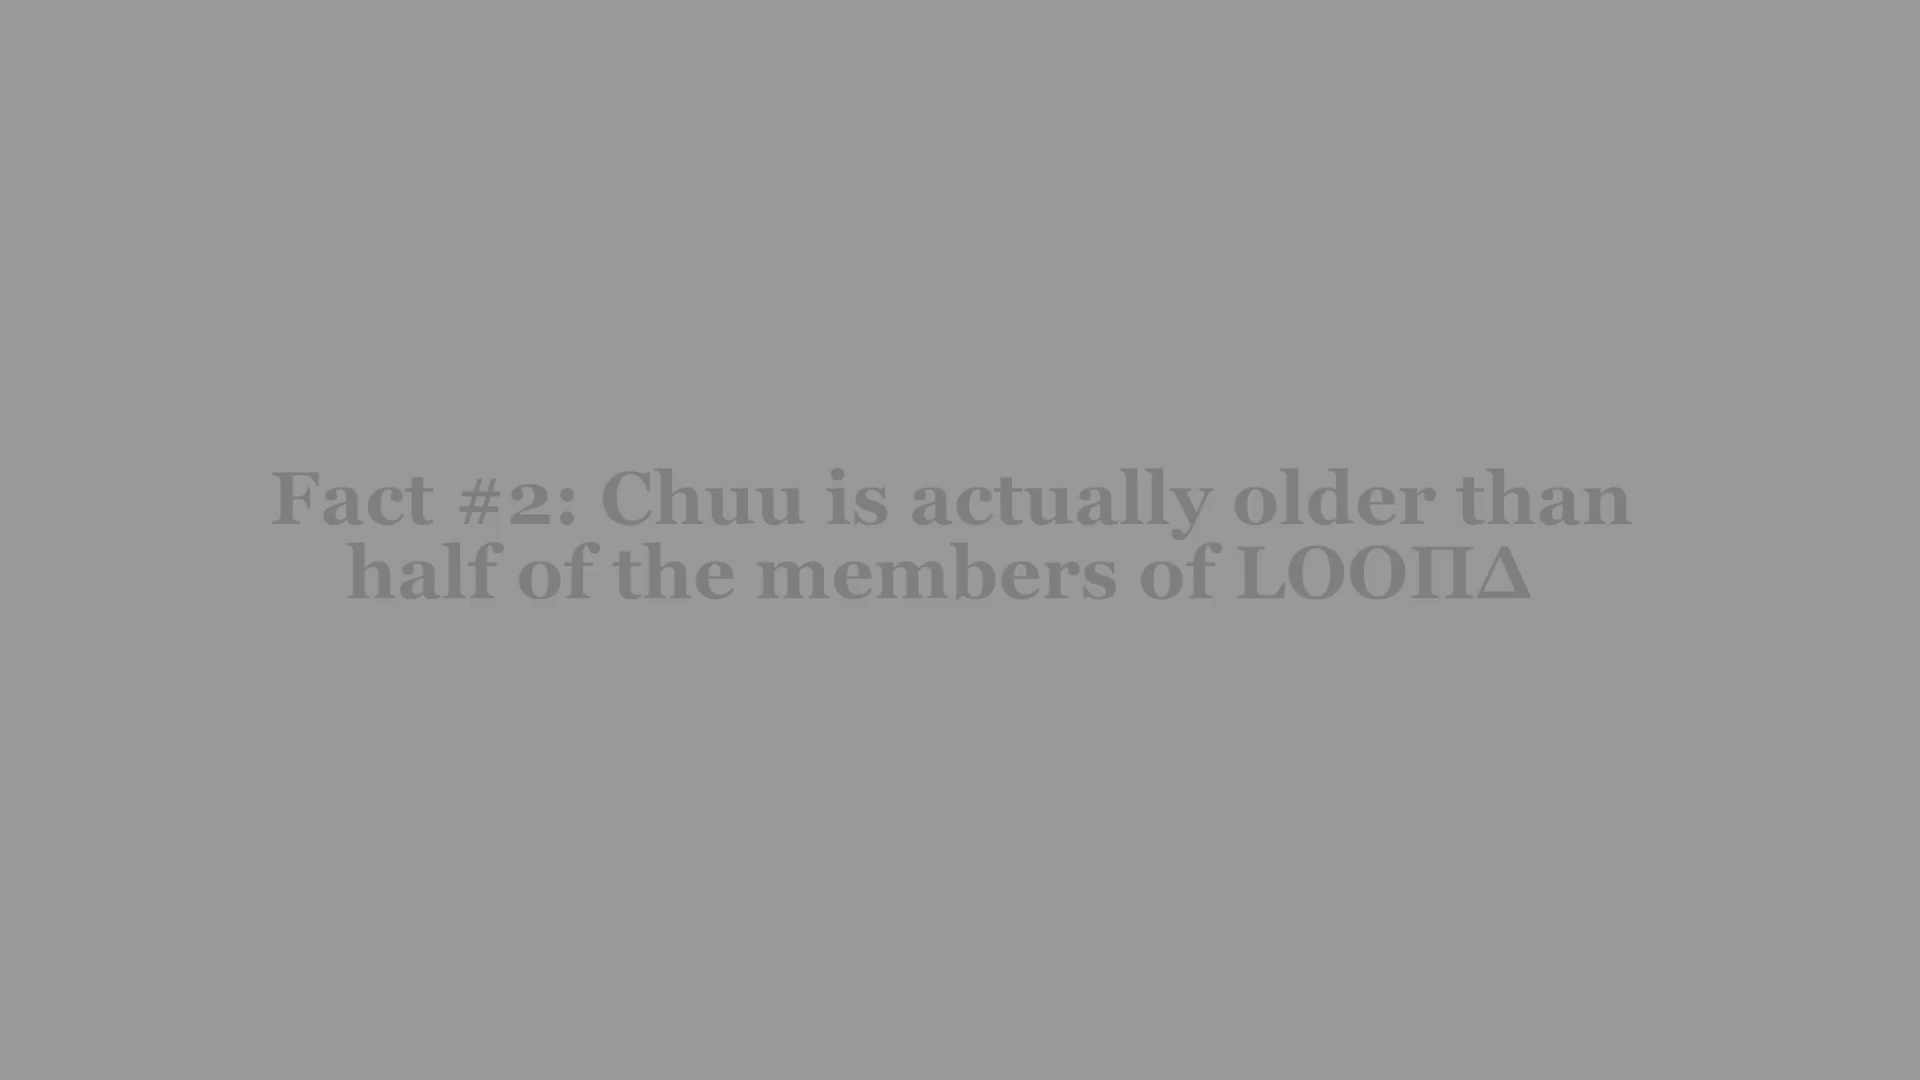 Fact #2: Chuu is actually older than
half of the members of LOOΠΔ